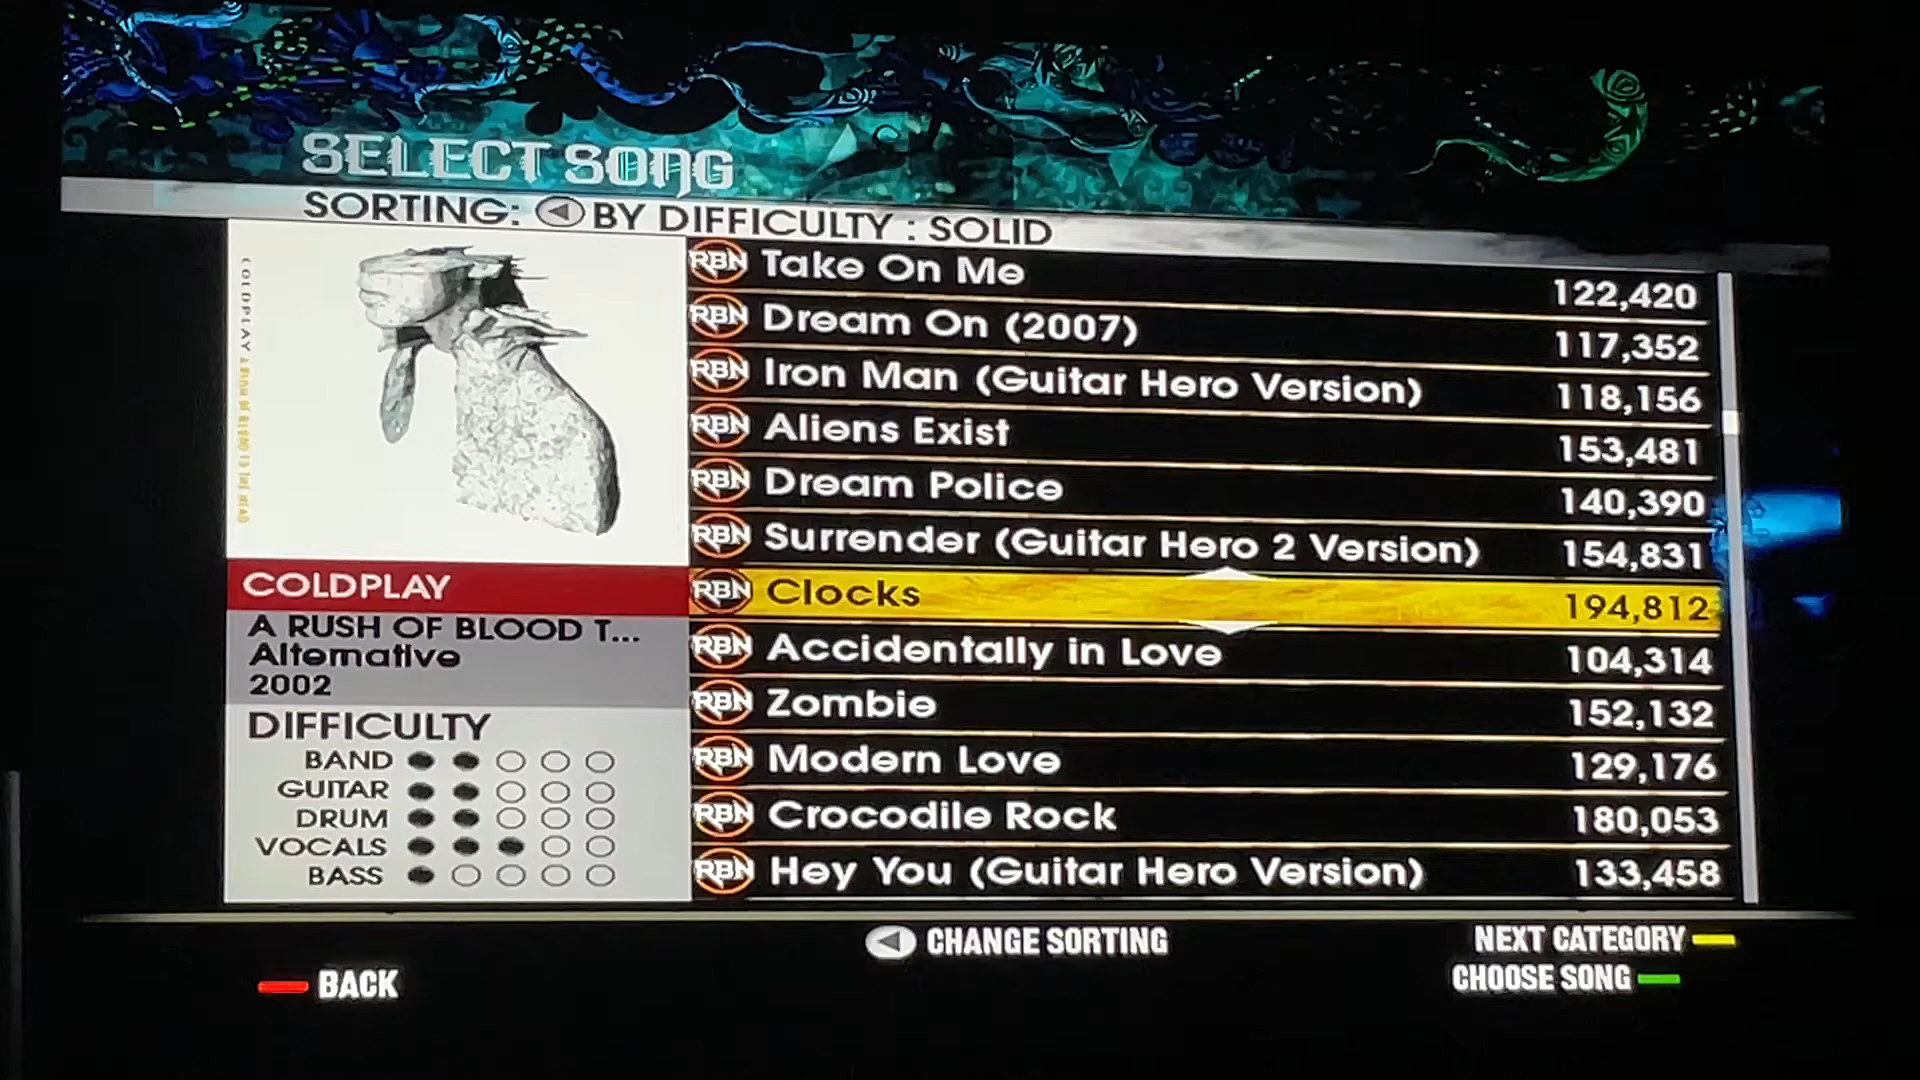 SELECT SONG
SORTING: BY DIFFICULTY : SOLID
COLDPLAY
RBN Take On Me 122,420
RBN Dream On (2007) 117,352
RBN Iron Man (Guitar Hero Version) 118,156
RBN Aliens Exist 153,481
RBN Dream Police 140,390
RBN Surrender (Guitar Hero 2 Version) 154,831
RBN Clocks 194,812
RBN Accidentally in Love 104,314
RBN Zombie 152,132
RBN Modern Love 129,176
RBN Crocodile Rock 180,053
RBN Hey You (Guitar Hero Version) 133,458
COLDPLAY
A RUSH OF BLOOD T...
Alternative
2002
DIFFICULTY
BAND
GUITAR
DRUM
VOCALS
BASS
CHANGE SORTING
NEXT CATEGORY
BACK
CHOOSE SONG